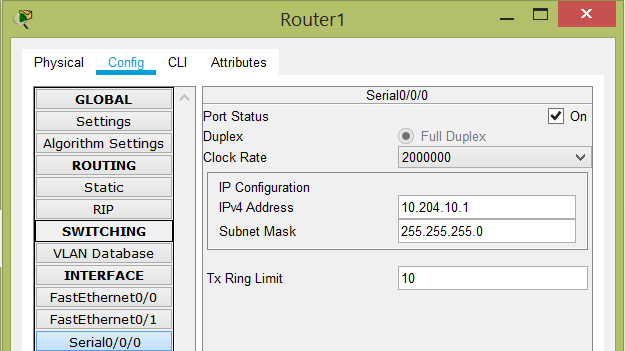 Router1
Physical Config CLI Attributes
GLOBAL
Settings
Algorithm Settings
ROUTING
Static
RIP
SWITCHING
VLAN Database
INTERFACE
FastEthernet0/0
FastEthernet0/1
Serial0/0/0
Serial0/0/0
Port Status On
Duplex Full Duplex
Clock Rate 2000000
IP Configuration
IPv4 Address 10.204.10.1
Subnet Mask 255.255.255.0
Tx Ring Limit 10